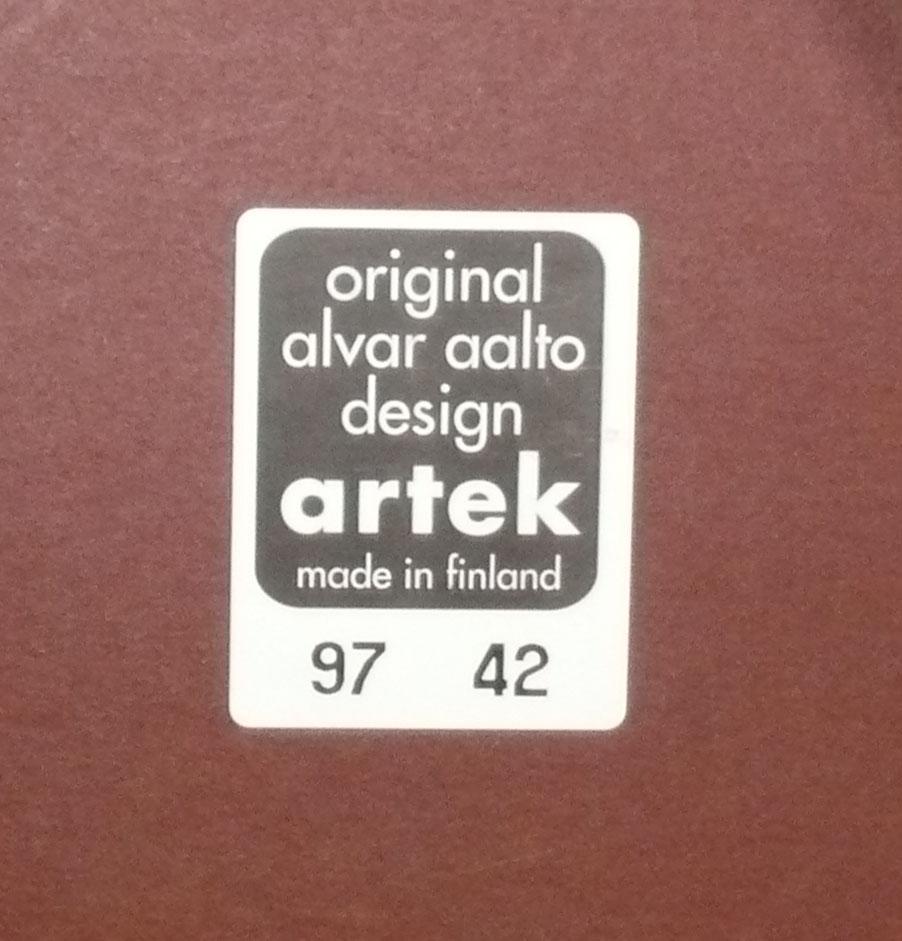 original
alvar aalto
design
artek
made in finland
97 42